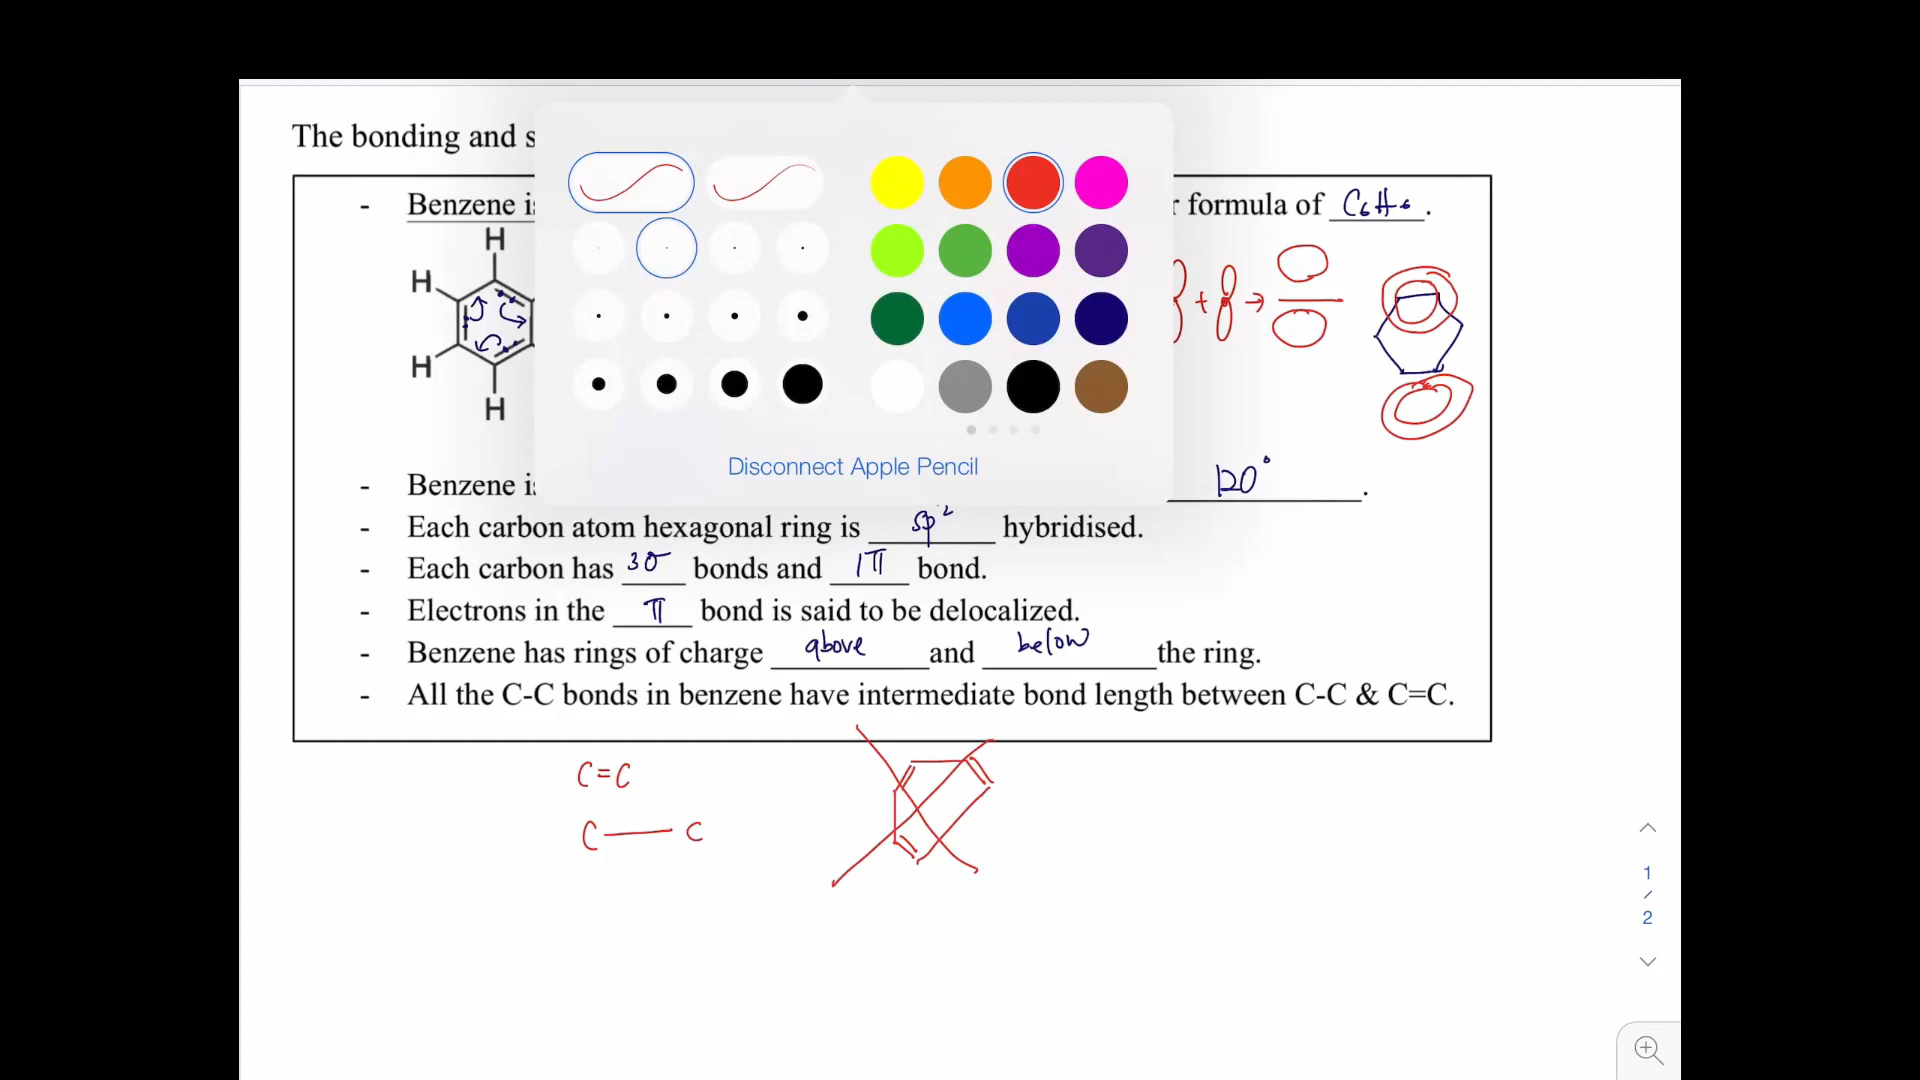 The bonding and s
- Benzene is
r formula of C6H6.
H
H
H
H
+ →
- Benzene is
120°.
- Each carbon atom hexagonal ring is sp² hybridised.
- Each carbon has 3σ bonds and 1π bond.
- Electrons in the π bond is said to be delocalized.
- Benzene has rings of charge above and below the ring.
- All the C-C bonds in benzene have intermediate bond length between C-C & C=C.
C=C
C — C
Disconnect Apple Pencil
1
/
2